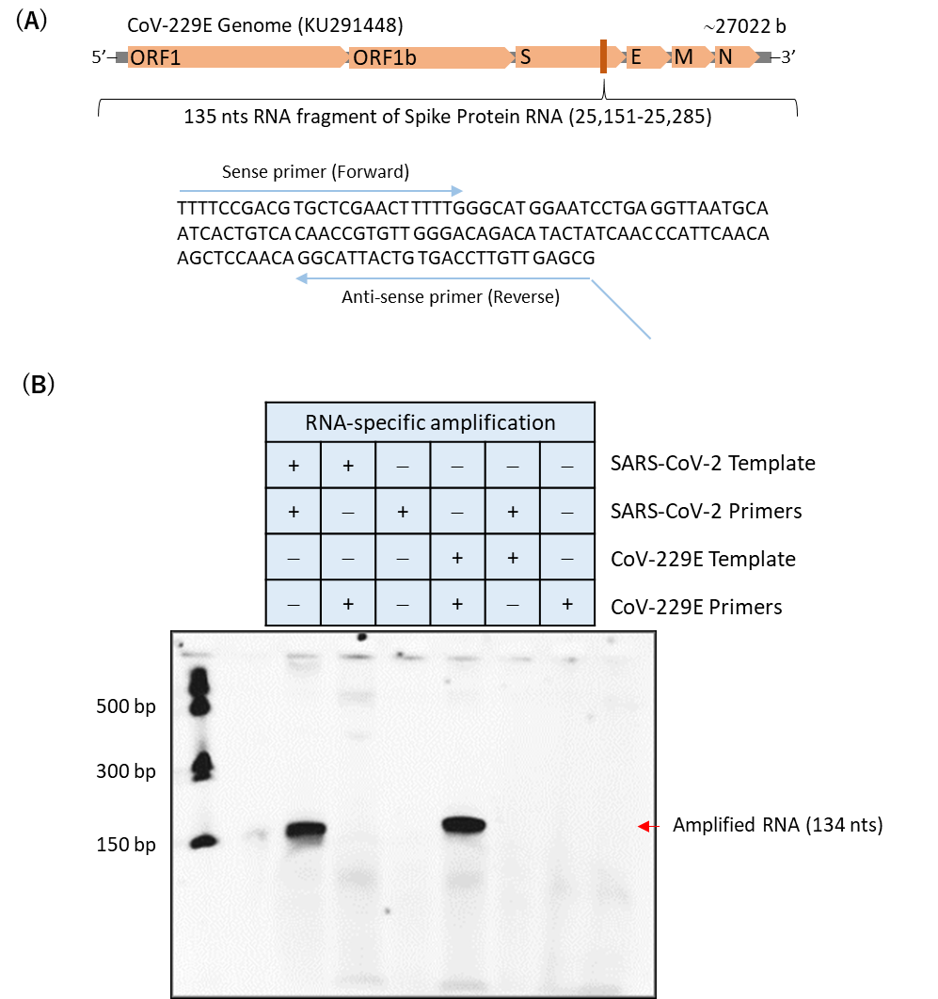 (A)
CoV-229E Genome (KU291448) ~27022 b
5’ ORF1 ORF1b S E M N 3’
135 nts RNA fragment of Spike Protein RNA (25,151-25,285)
Sense primer (Forward)
TTTTCCGACG TGCTCGAACT TTTTGGGCAT GGAATCCTGA GGTTAATGCA
ATCACTGTCA CAACCGTGTT GGGACAGACA TACTATCAAC CCATTCAACA
AGCTCCAACA GGCATTACTG TGACCTTGTT GAGCG
Anti-sense primer (Reverse)
(B)
RNA-specific amplification
+ + – – – – SARS-CoV-2 Template
+ – + – + – SARS-CoV-2 Primers
– – – + + – CoV-229E Template
– + – + – + CoV-229E Primers
500 bp
300 bp
150 bp
Amplified RNA (134 nts)